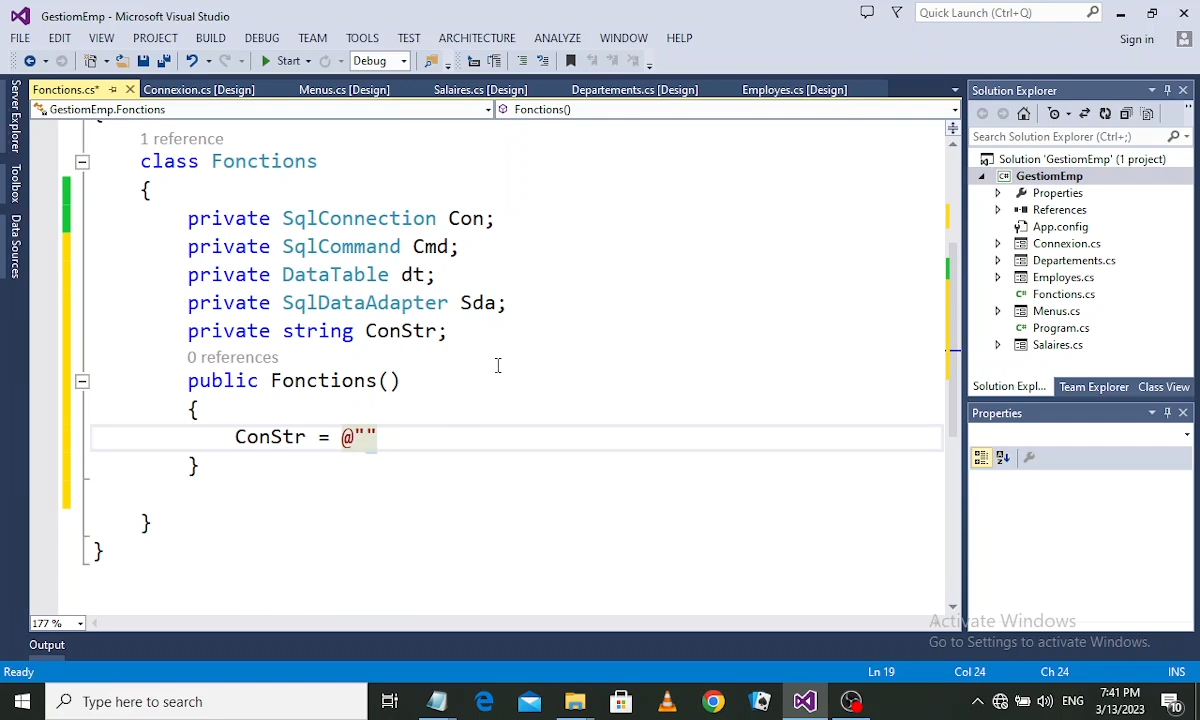 GestiomEmp - Microsoft Visual Studio
Quick Launch (Ctrl+Q)
FILE EDIT VIEW PROJECT BUILD DEBUG TEAM TOOLS TEST ARCHITECTURE ANALYZE WINDOW HELP
Sign in
Start Debug
Server Explorer
Toolbox
Data Sources
Fonctions.cs* Connexion.cs [Design] Menus.cs [Design] Salaires.cs [Design] Departements.cs [Design] Employes.cs [Design]
GestiomEmp.Fonctions Fonctions()
{
1 reference
class Fonctions
{
private SqlConnection Con;
private SqlCommand Cmd;
private DataTable dt;
private SqlDataAdapter Sda;
private string ConStr;
0 references
public Fonctions()
{
ConStr = @""
}
}
}
177 %
Output
Solution Explorer
Search Solution Explorer (Ctrl+;)
Solution 'GestiomEmp' (1 project)
GestiomEmp
Properties
References
App.config
Connexion.cs
Departements.cs
Employes.cs
Fonctions.cs
Menus.cs
Program.cs
Salaires.cs
Solution Expl... Team Explorer Class View
Properties
Activate Windows
Go to Settings to activate Windows.
Ready Ln 19 Col 24 Ch 24 INS
Type here to search
ENG
7:41 PM
3/13/2023
10